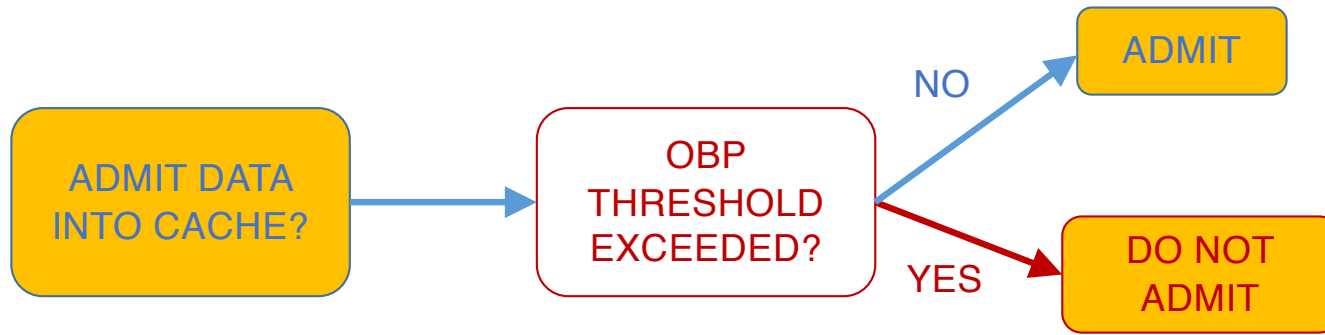 ADMIT DATA
INTO CACHE?
OBP
THRESHOLD
EXCEEDED?
NO
ADMIT
YES
DO NOT
ADMIT